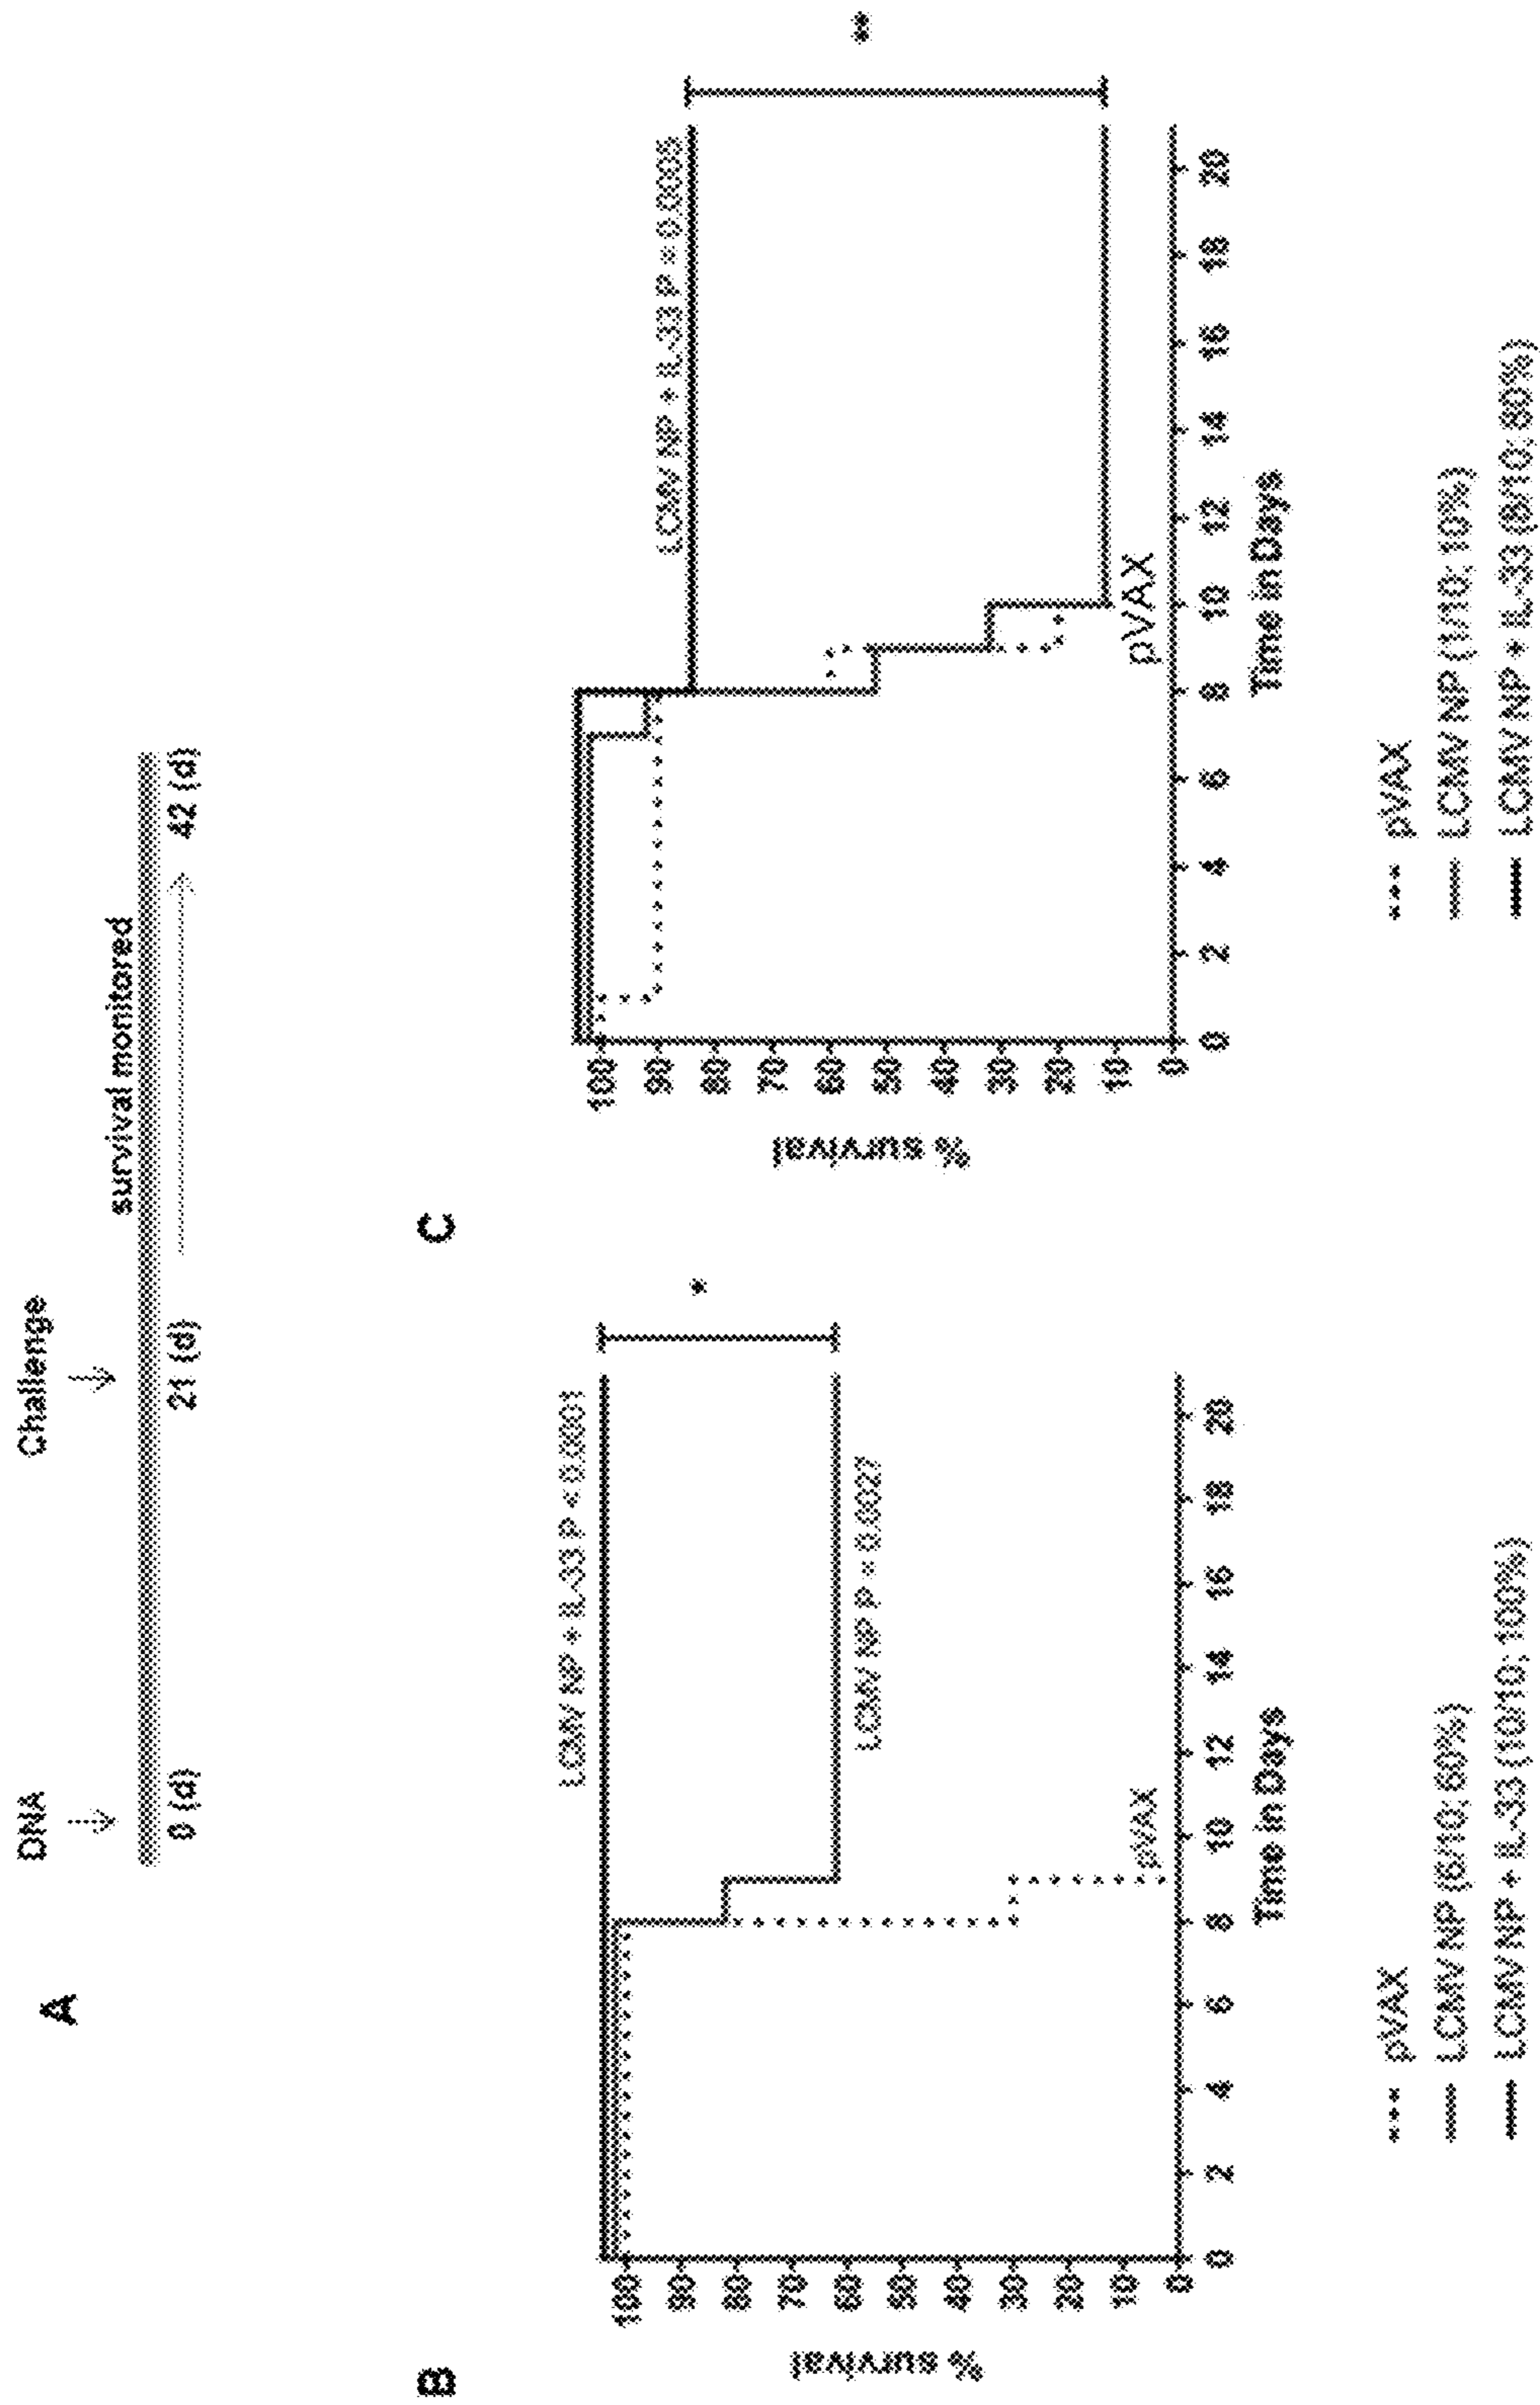 A
DNA
Challenge
survival monitored
0 (d)
21 (d)
42 (d)
B
% survival
100
90
80
70
60
50
40
30
20
10
0
LCMV NP + IL-33 P < 0.0001
LCMV NP P = 0.0027
pVAX
*
0 2 4 6 8 10 12 14 16 18 20
Time in Days
pVAX
LCMV NP (6/10; 60%)
LCMV NP + IL-33 (10/10; 100%)
C
% survival
100
90
80
70
60
50
40
30
20
10
0
LCMV NP + IL-33 P = 0.0005
pVAX
**
0 2 4 6 8 10 12 14 16 18 20
Time in Days
pVAX
LCMV NP (1/10; 10%)
LCMV NP + IL-33 (8/10; 80%)